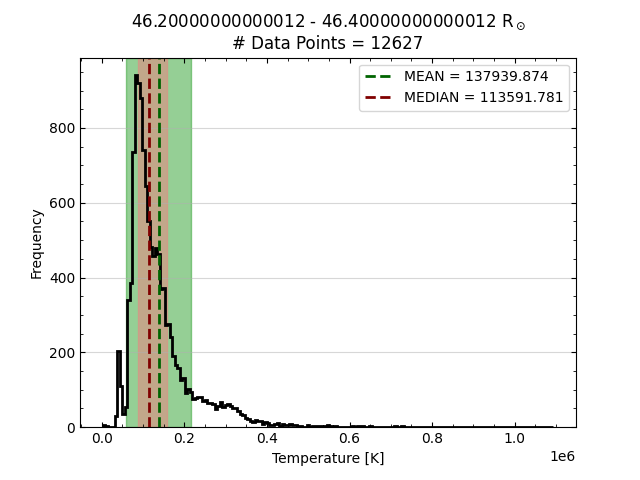 46.20000000000012 - 46.40000000000012 R⊙
# Data Points = 12627
MEAN = 137939.874
MEDIAN = 113591.781
Frequency
800
600
400
200
0
0.0 0.2 0.4 0.6 0.8 1.0
1e6
Temperature [K]